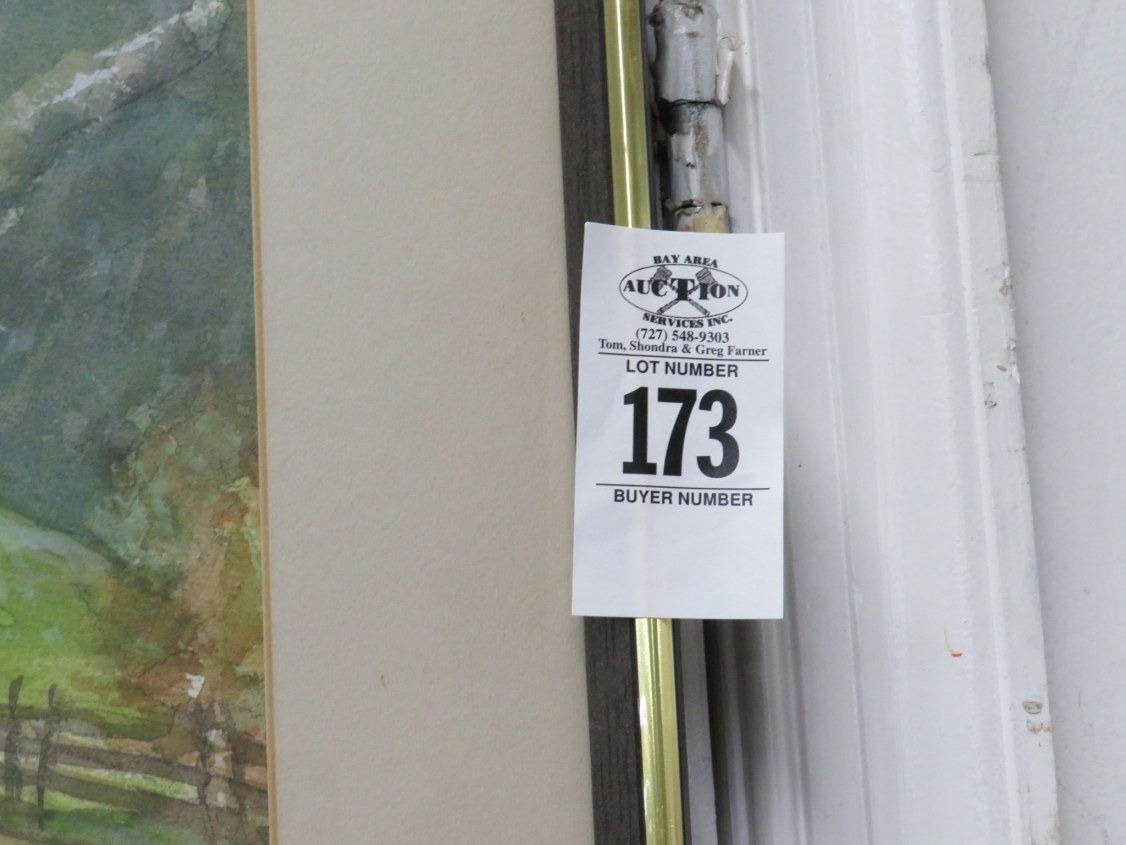 BAY AREA
AUCTION
SERVICES INC.
(727) 548-9303
Tom, Shondra & Greg Farner
LOT NUMBER
173
BUYER NUMBER